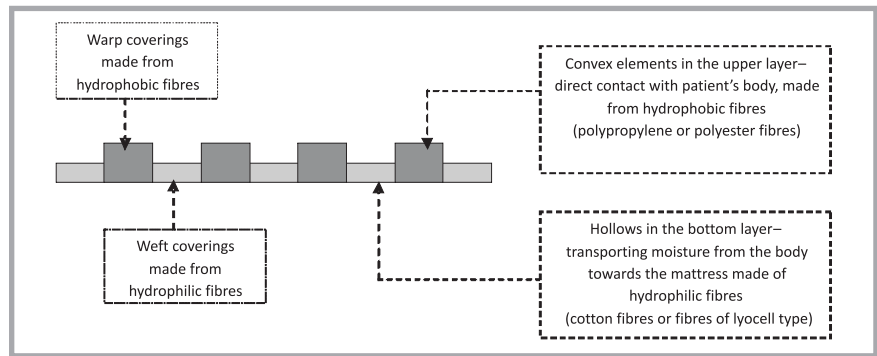 Warp coverings
made from
hydrophobic fibres
Convex elements in the upper layer–
direct contact with patient's body, made
from hydrophobic fibres
(polypropylene or polyester fibres)
Weft coverings
made from
hydrophilic fibres
Hollows in the bottom layer–
transporting moisture from the body
towards the mattress made of
hydrophilic fibres
(cotton fibres or fibres of lyocell type)